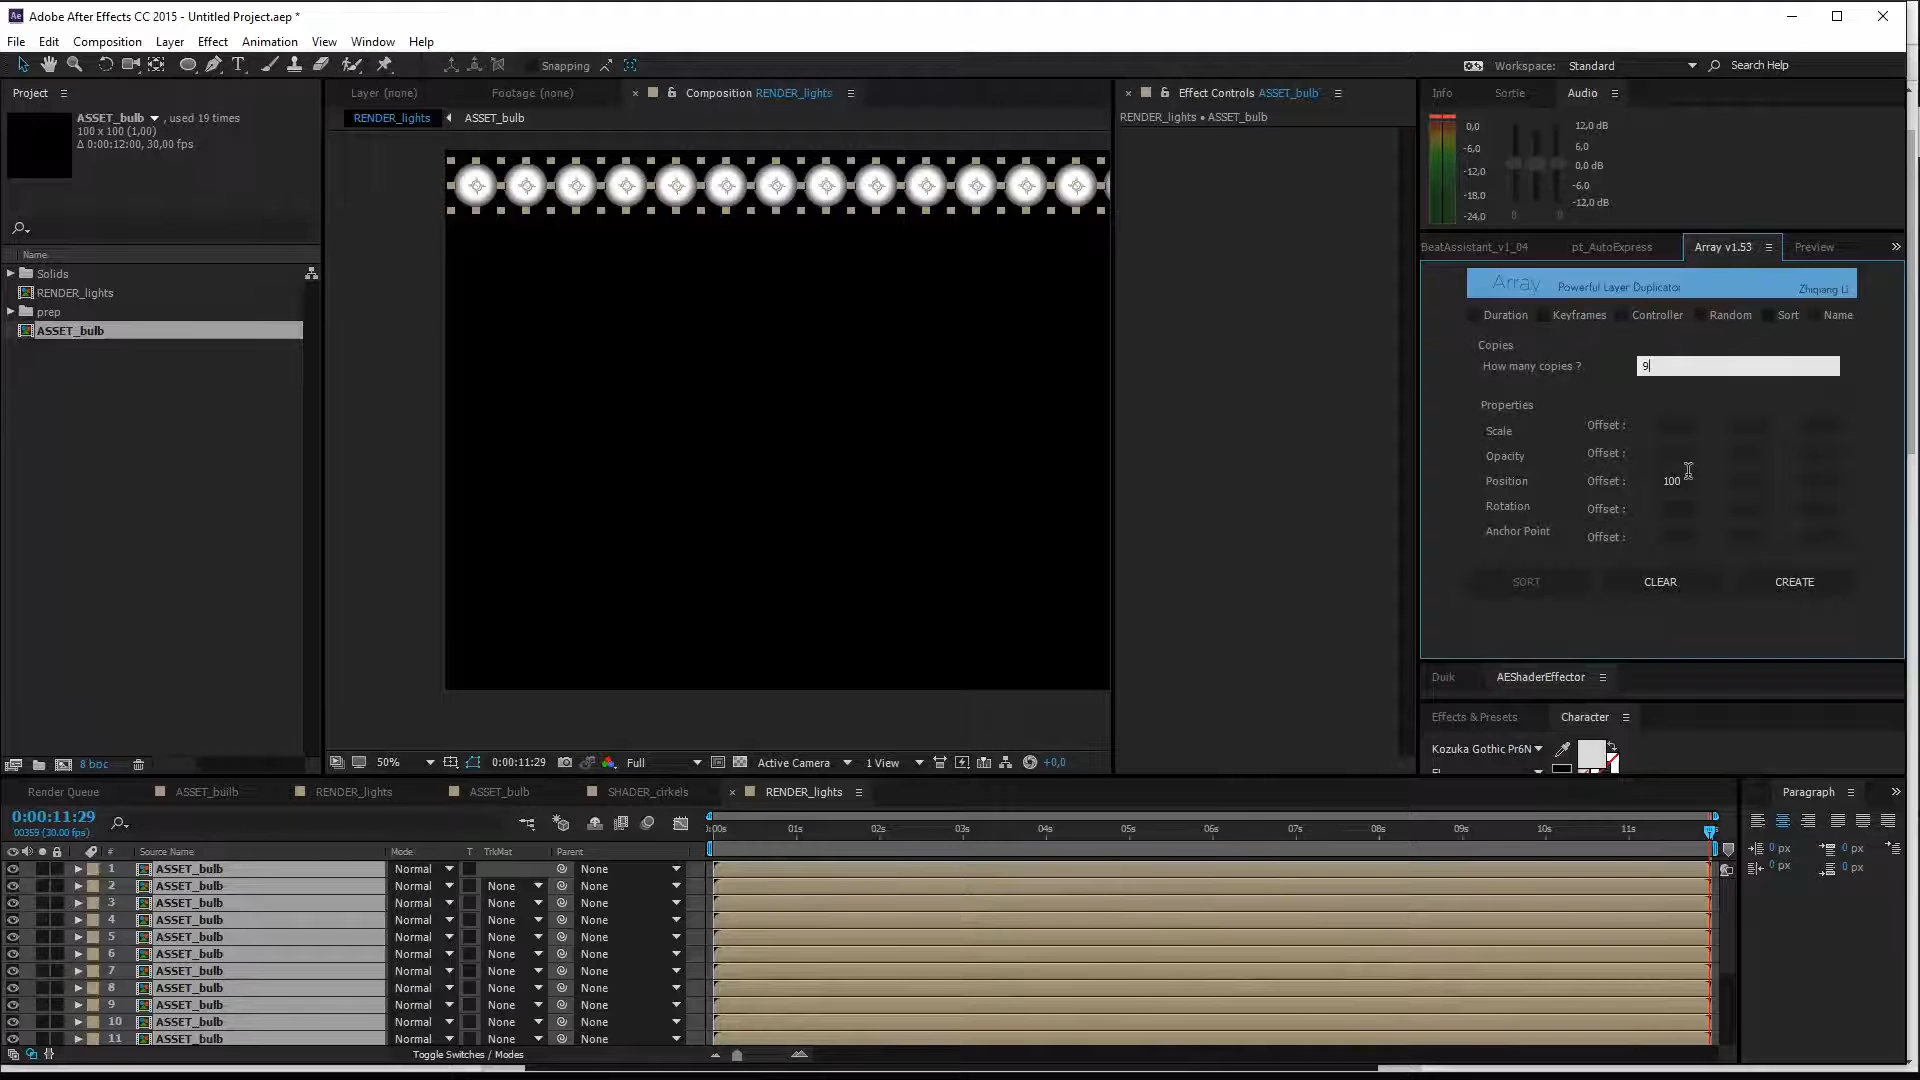 Adobe After Effects CC 2015 - Untitled Project.aep *
File Edit Composition Layer Effect Animation View Window Help
Snapping
Workspace: Standard
Search Help
Project
ASSET_bulb , used 19 times
100 x 100 (1,00)
Δ 0:00:12:00, 30,00 fps
Name
Solids
RENDER_lights
prep
ASSET_bulb
8 bpc
Layer (none) Footage (none) Composition RENDER_lights
RENDER_lights ASSET_bulb
50% 0:00:11:29 Full Active Camera 1 View +0,0
Effect Controls ASSET_bulb
RENDER_lights • ASSET_bulb
Info Sortie Audio
0,0
-6,0
-12,0
-18,0
-24,0
12,0 dB
6,0
0,0 dB
-6,0
-12,0 dB
0 0
BeatAssistant_v1_04 pt_AutoExpress Array v1.53 Preview
Array Powerful Layer Duplicator Zhiqiang Li
Duration Keyframes Controller Random Sort Name
Copies
How many copies ? 9
Properties
Scale Offset :
Opacity Offset :
Position Offset : 100
Rotation Offset :
Anchor Point Offset :
SORT CLEAR CREATE
Duik AEShaderEffector
Effects & Presets Character
Kozuka Gothic Pr6N
Render Queue ASSET_builb RENDER_lights ASSET_bulb SHADER_cirkels RENDER_lights
0:00:11:29
00359 (30.00 fps)
:00s 01s 02s 03s 04s 05s 06s 07s 08s 09s 10s 11s
# Source Name Mode T TrkMat Parent
1 ASSET_bulb Normal None
2 ASSET_bulb Normal None None
3 ASSET_bulb Normal None None
4 ASSET_bulb Normal None None
5 ASSET_bulb Normal None None
6 ASSET_bulb Normal None None
7 ASSET_bulb Normal None None
8 ASSET_bulb Normal None None
9 ASSET_bulb Normal None None
10 ASSET_bulb Normal None None
11 ASSET_bulb Normal None None
Toggle Switches / Modes
Paragraph
0 px 0 px
0 px 0 px